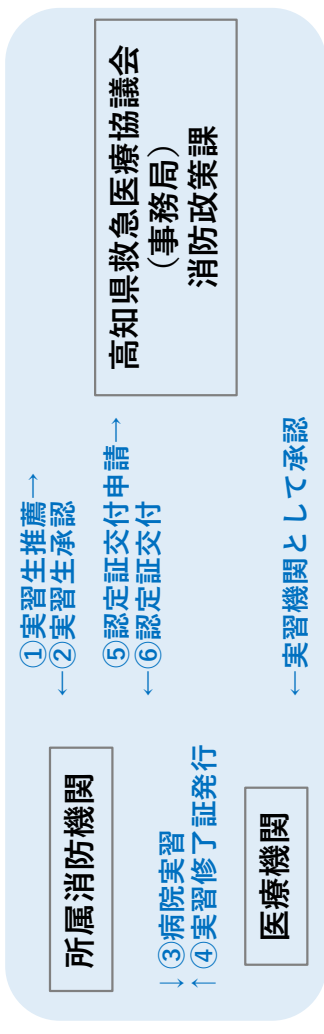 所属消防機関
①実習生推薦→
←②実習生承認
⑤認定証交付申請→
←⑥認定証交付
高知県救急医療協議会
（事務局）
消防政策課
↓③病院実習
↑④実習修了証発行
医療機関
←実習機関として承認